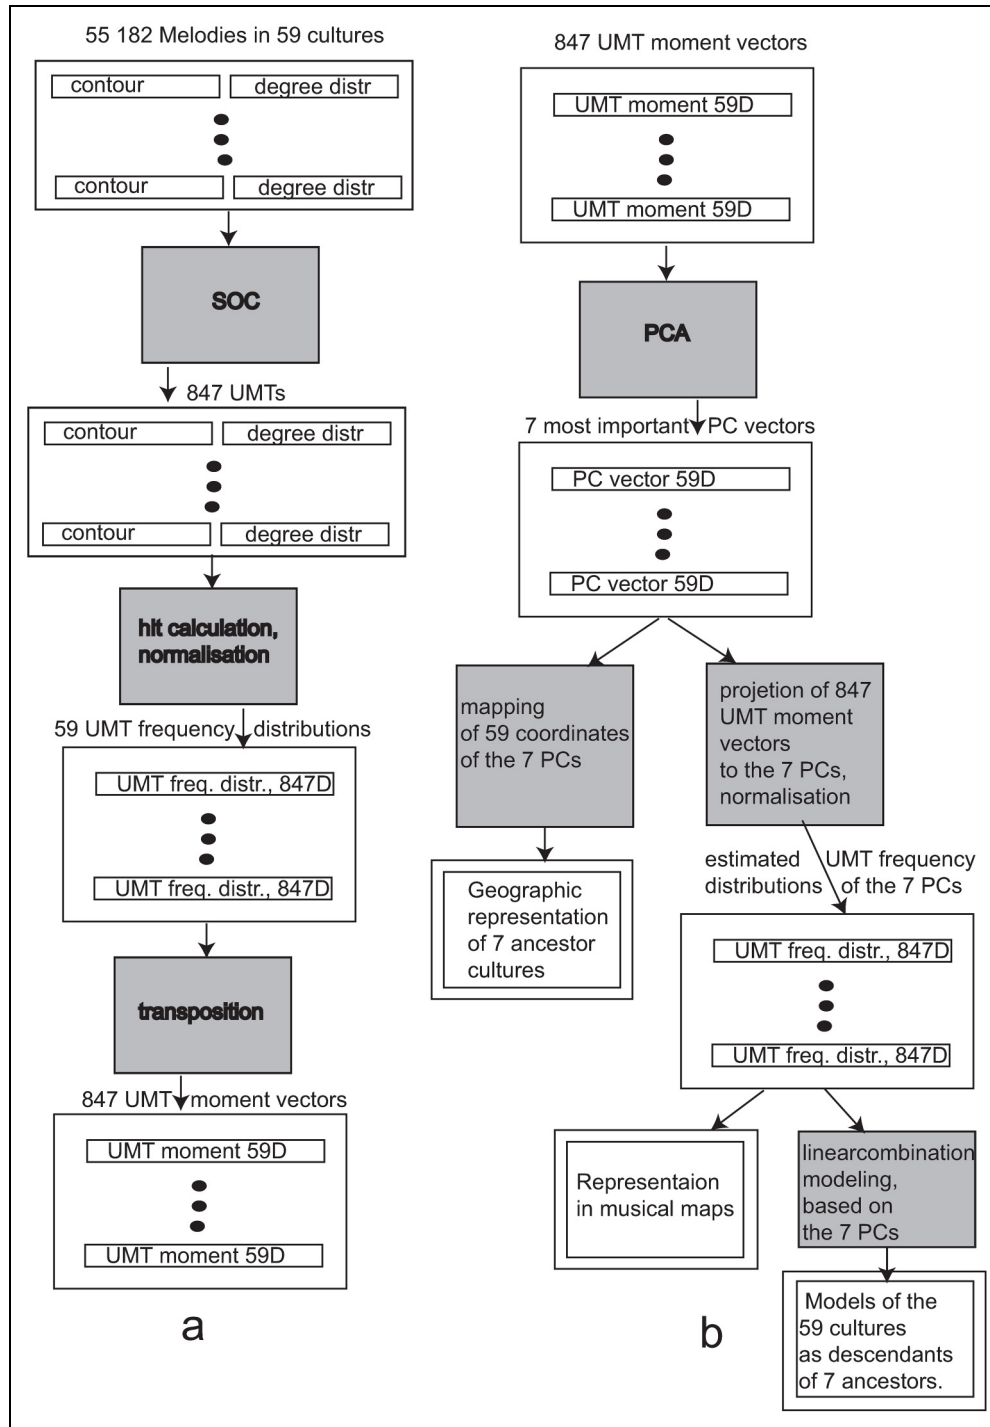 55 182 Melodies in 59 cultures
contour
degree distr
contour
degree distr
SOC
847 UMTs
contour
degree distr
contour
degree distr
hit calculation,
normalisation
59 UMT frequency distributions
UMT freq. distr., 847D
UMT freq. distr., 847D
transposition
847 UMT moment vectors
UMT moment 59D
UMT moment 59D
a
847 UMT moment vectors
UMT moment 59D
UMT moment 59D
PCA
7 most important PC vectors
PC vector 59D
PC vector 59D
mapping
of 59 coordinates
of the 7 PCs
Geographic
representation
of 7 ancestor
cultures
projetion of 847
UMT moment
vectors
to the 7 PCs,
normalisation
estimated UMT frequency
distributions of the 7 PCs
UMT freq. distr., 847D
UMT freq. distr., 847D
Representaion
in musical maps
linearcombination
modeling,
based on
the 7 PCs
Models of the
59 cultures
as descendants
of 7 ancestors.
b